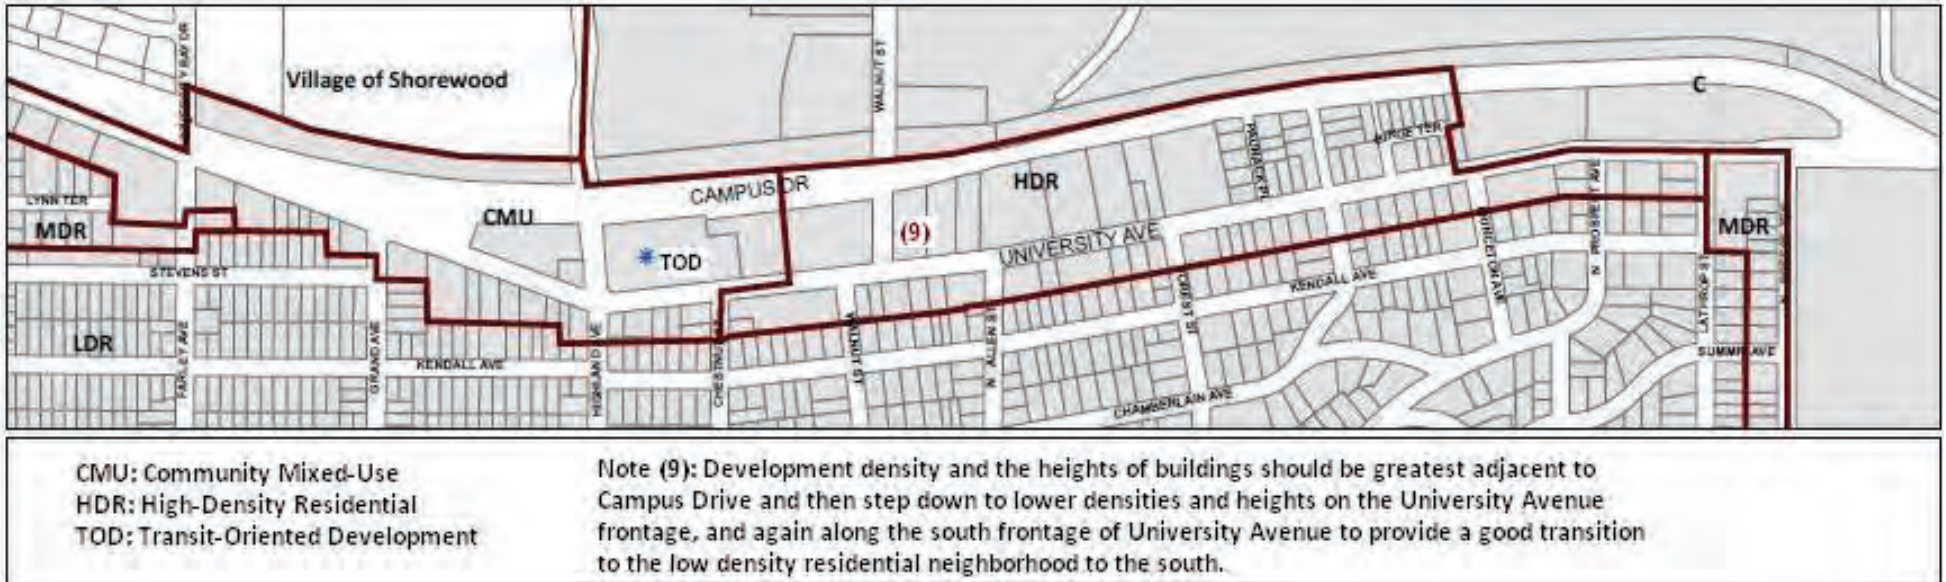 Village of Shorewood
WALNUT ST
C
CAMPUS DR
HDR
LYNN TER
MDR
CMU
(9)
UNIVERSITY AVE
TOD
MDR
STEVENS ST
KENDALL AVE
N PROSPECT AVE
LDR
FARLEY AVE
GRAND AVE
KENDALL AVE
HIGHLAND AVE
N ALLEN ST
CHAMBERLAIN AVE
LATHROP ST
SUMMIT AVE
CMU: Community Mixed-Use
HDR: High-Density Residential
TOD: Transit-Oriented Development
Note (9): Development density and the heights of buildings should be greatest adjacent to
Campus Drive and then step down to lower densities and heights on the University Avenue
frontage, and again along the south frontage of University Avenue to provide a good transition
to the low density residential neighborhood to the south.